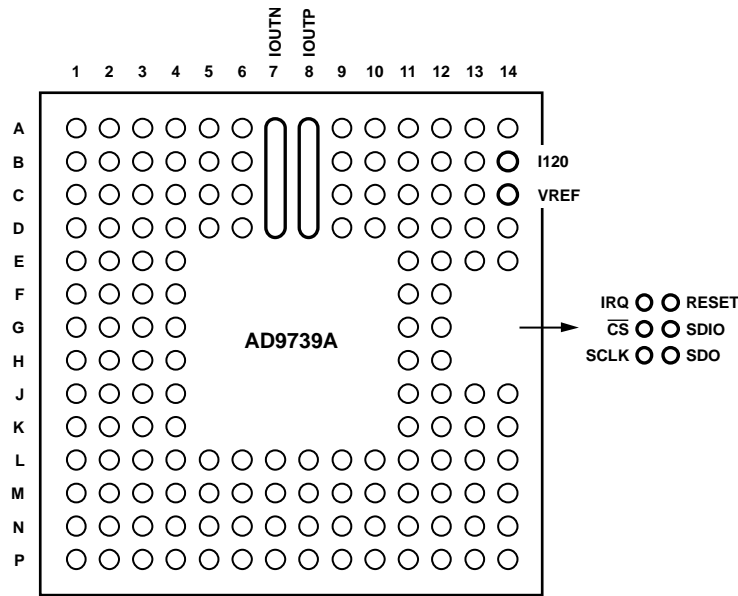 IOUTN
IOUTP
1 2 3 4 5 6 7 8 9 10 11 12 13 14
A
B I120
C VREF
D
E
F IRQ RESET
G AD9739A C̅S̅ SDIO
H SCLK SDO
J
K
L
M
N
P